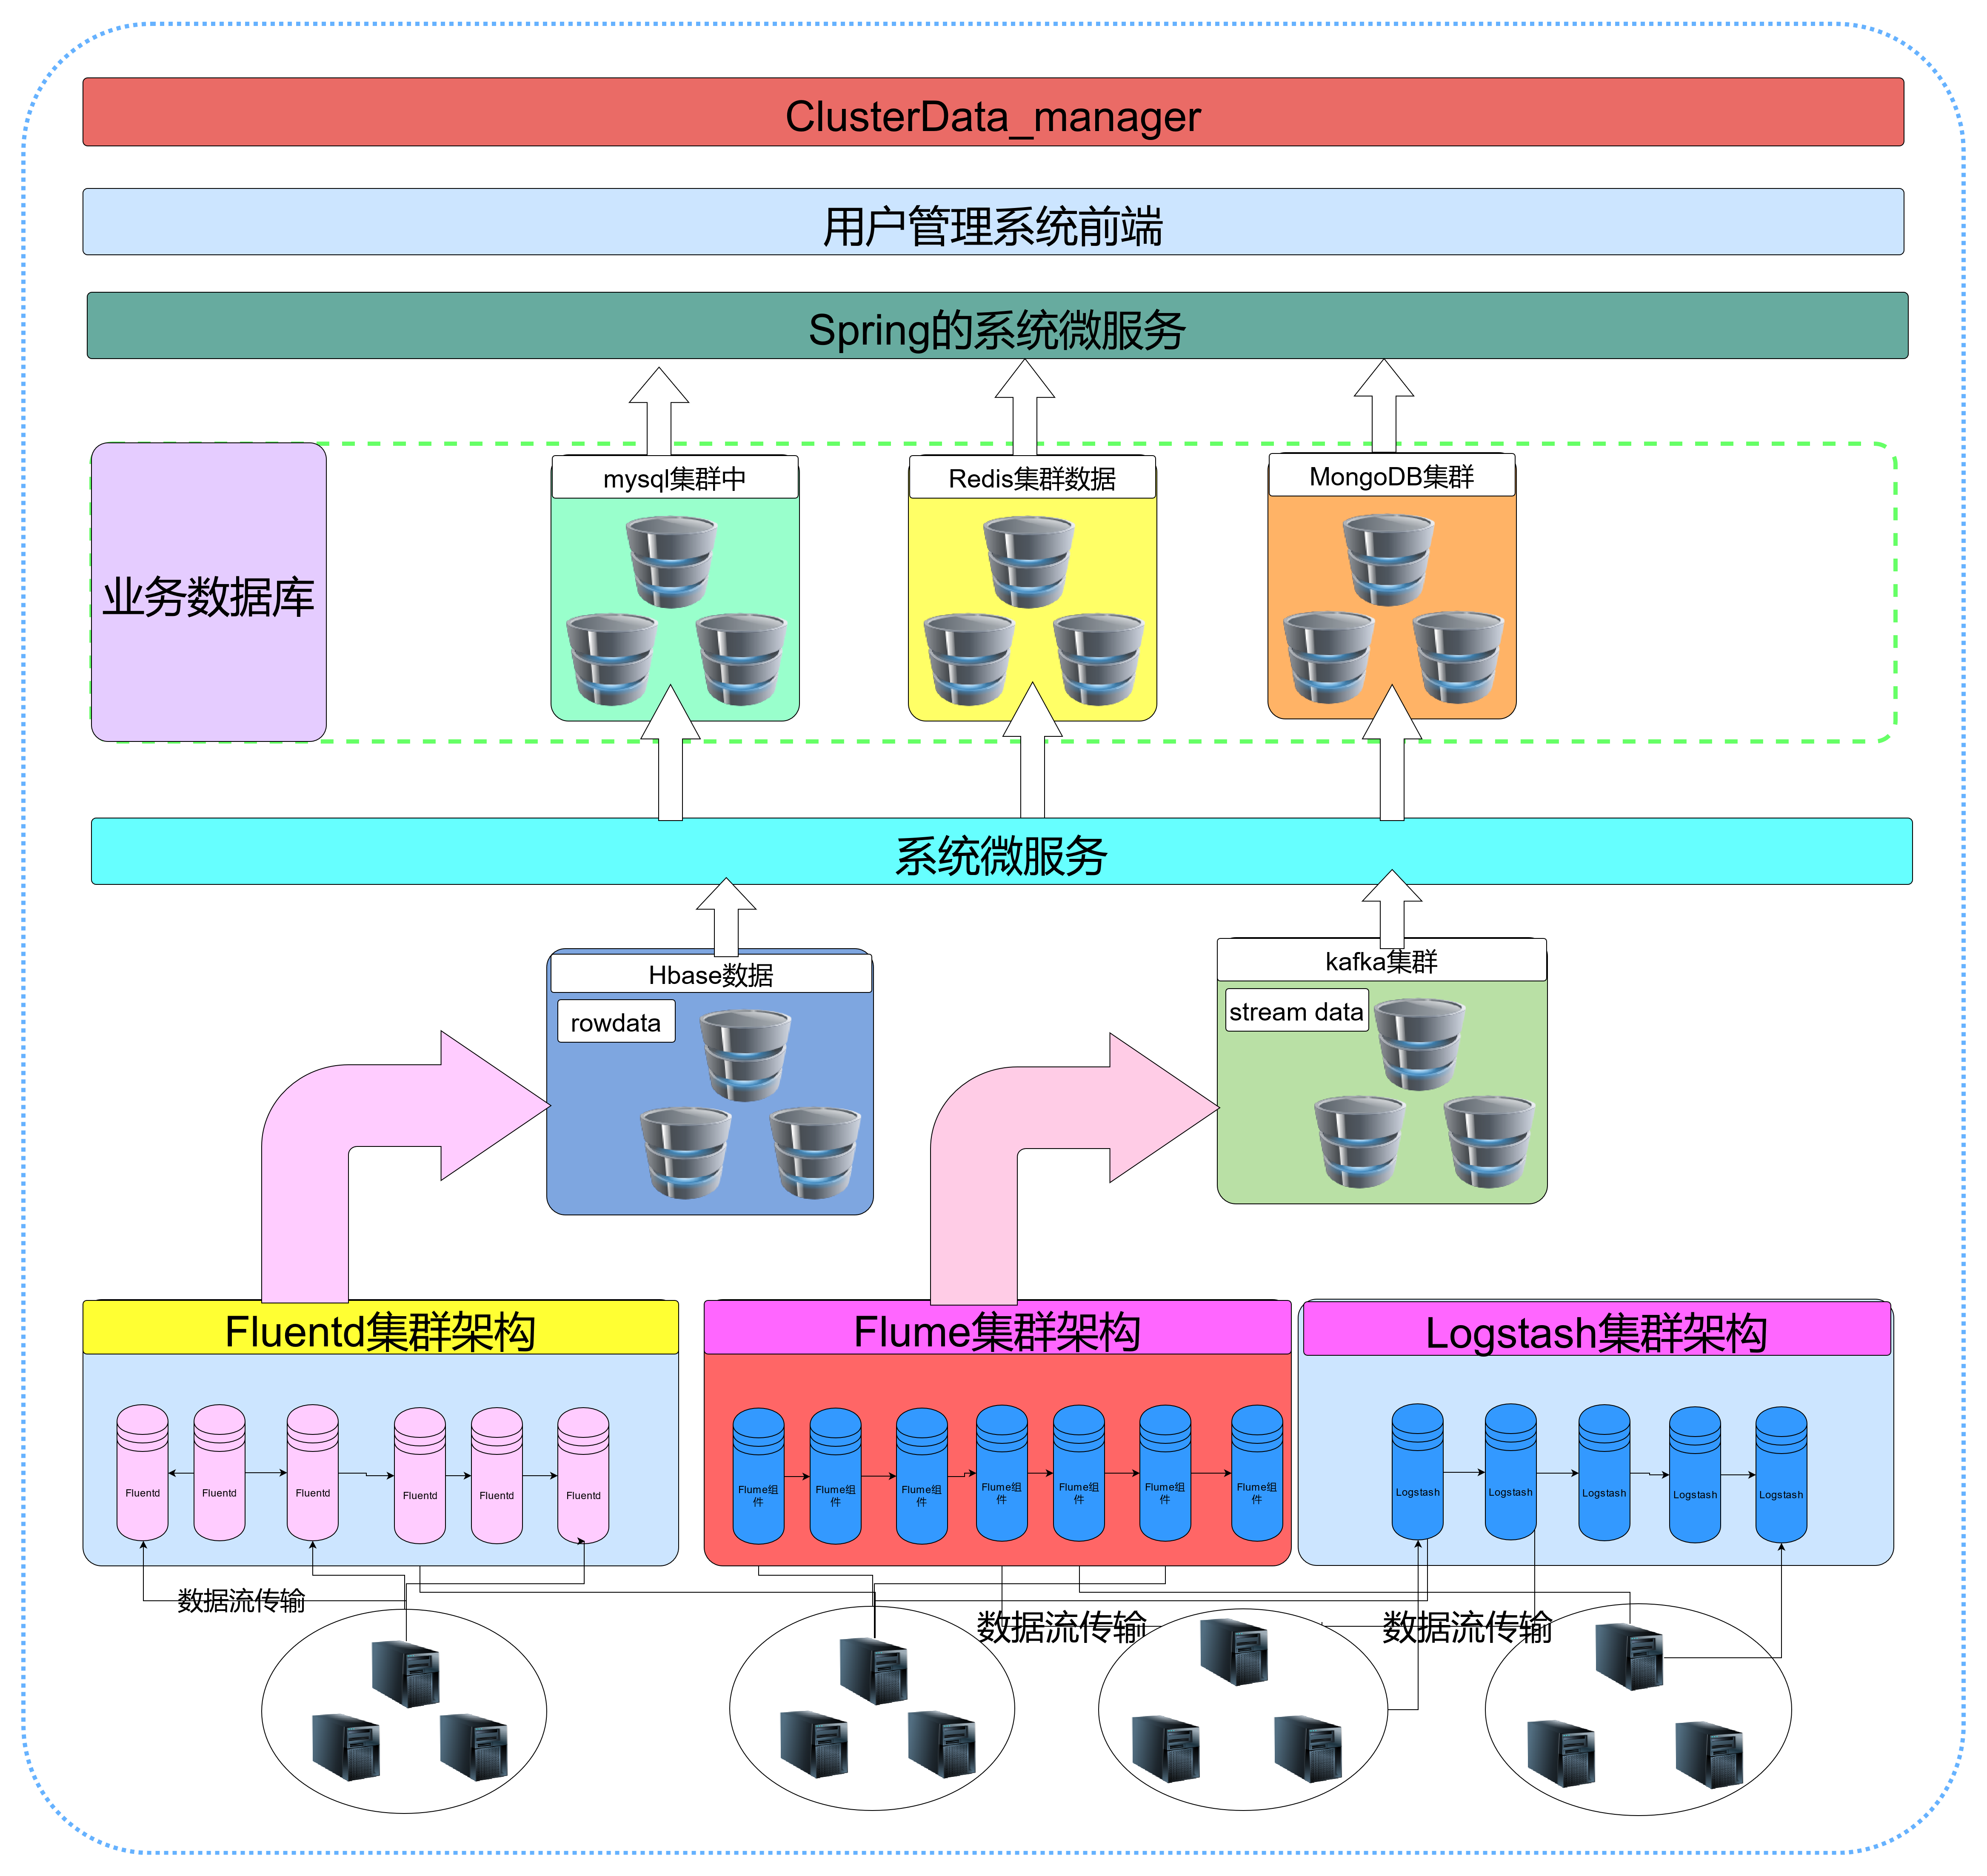 ClusterData_manager
用户管理系统前端
Spring的系统微服务
业务数据库
mysql集群中
Redis集群数据
MongoDB集群
系统微服务
Hbase数据
rowdata
kafka集群
stream data
Fluentd集群架构
Flume集群架构
Logstash集群架构
Fluentd
Fluentd
Fluentd
Fluentd
Fluentd
Fluentd
Flume组
件
Flume组
件
Flume组
件
Flume组
件
Flume组
件
Flume组
件
Flume组
件
Logstash
Logstash
Logstash
Logstash
Logstash
数据流传输
数据流传输
数据流传输